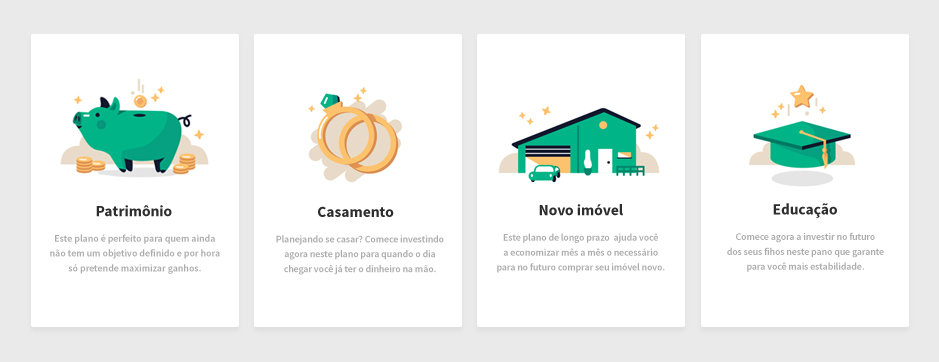 Patrimônio
Este plano é perfeito para quem ainda
não tem um objetivo definido e por hora
só pretende maximizar ganhos.
Casamento
Planejando se casar? Comece investindo
agora neste plano para quando o dia
chegar você já ter o dinheiro na mão.
Novo imóvel
Este plano de longo prazo ajuda você
a economizar mês a mês o necessário
para no futuro comprar seu imóvel novo.
Educação
Comece agora a investir no futuro
dos seus fihos neste pano que garante
para você mais estabilidade.